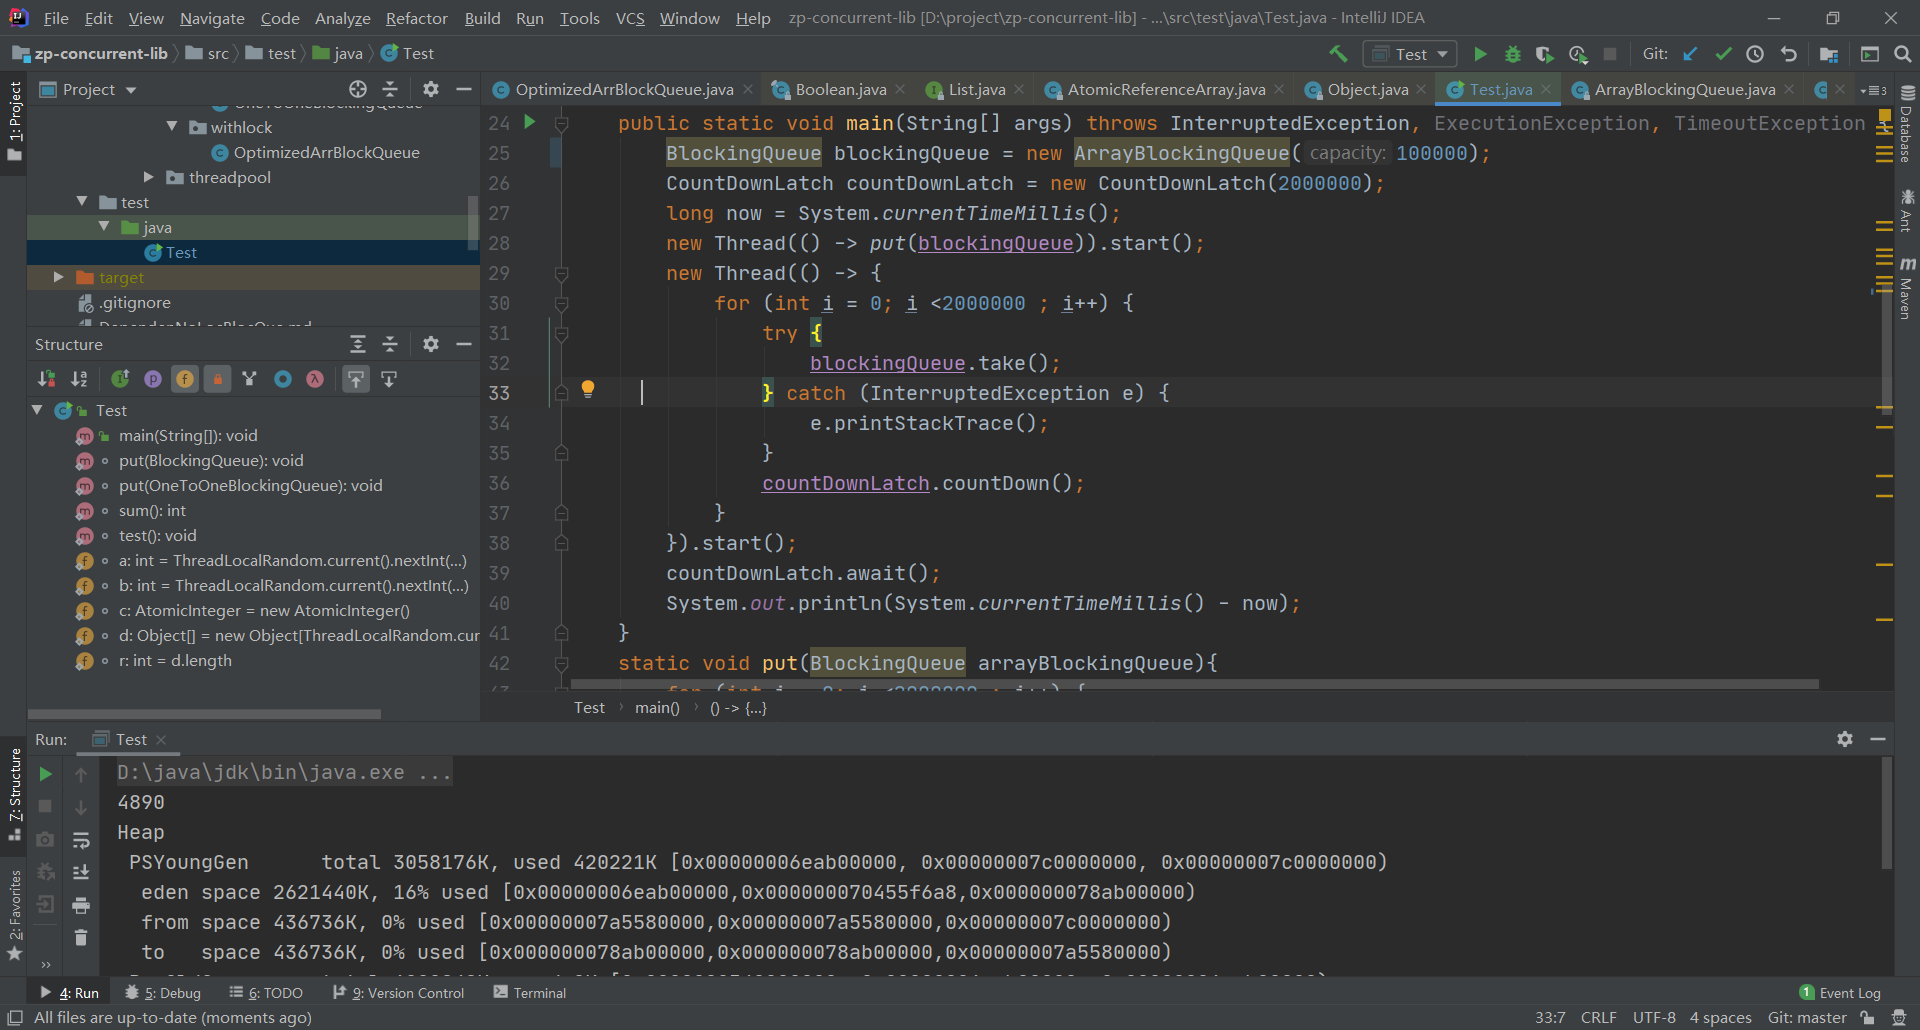 File Edit View Navigate Code Analyze Refactor Build Run Tools VCS Window Help zp-concurrent-lib [D:\project\zp-concurrent-lib] - ...\src\test\java\Test.java - IntelliJ IDEA
zp-concurrent-lib src test java Test
Test Git:
1: Project
Project
OptimizedArrBlockQueue.java Boolean.java List.java AtomicReferenceArray.java Object.java Test.java ArrayBlockingQueue.java 3
OneToOneBlockingQueue
withlock
OptimizedArrBlockQueue
threadpool
test
java
Test
target
.gitignore
DependenNoLocBlocQue.md
Structure
Test
main(String[]): void
put(BlockingQueue): void
put(OneToOneBlockingQueue): void
sum(): int
test(): void
a: int = ThreadLocalRandom.current().nextInt(...)
b: int = ThreadLocalRandom.current().nextInt(...)
c: AtomicInteger = new AtomicInteger()
d: Object[] = new Object[ThreadLocalRandom.cur
r: int = d.length
24 public static void main(String[] args) throws InterruptedException, ExecutionException, TimeoutException {
25 BlockingQueue blockingQueue = new ArrayBlockingQueue( capacity: 100000);
26 CountDownLatch countDownLatch = new CountDownLatch(2000000);
27 long now = System.currentTimeMillis();
28 new Thread(() -> put(blockingQueue)).start();
29 new Thread(() -> {
30 for (int i = 0; i <2000000 ; i++) {
31 try {
32 blockingQueue.take();
33 } catch (InterruptedException e) {
34 e.printStackTrace();
35 }
36 countDownLatch.countDown();
37 }
38 }).start();
39 countDownLatch.await();
40 System.out.println(System.currentTimeMillis() - now);
41 }
42 static void put(BlockingQueue arrayBlockingQueue){
43 for (int i = 0; i <2000000 ; i++) {
Test main() () -> {...}
Database
Ant
Maven
7: Structure
2: Favorites
Run: Test
D:\java\jdk\bin\java.exe ...
4890
Heap
PSYoungGen total 3058176K, used 420221K [0x00000006eab00000, 0x00000007c0000000, 0x00000007c0000000)
eden space 2621440K, 16% used [0x00000006eab00000,0x000000070455f6a8,0x000000078ab00000)
from space 436736K, 0% used [0x00000007a5580000,0x00000007a5580000,0x00000007c0000000)
to space 436736K, 0% used [0x000000078ab00000,0x000000078ab00000,0x00000007a5580000)
4: Run 5: Debug 6: TODO 9: Version Control Terminal 1 Event Log
All files are up-to-date (moments ago) 33:7 CRLF UTF-8 4 spaces Git: master